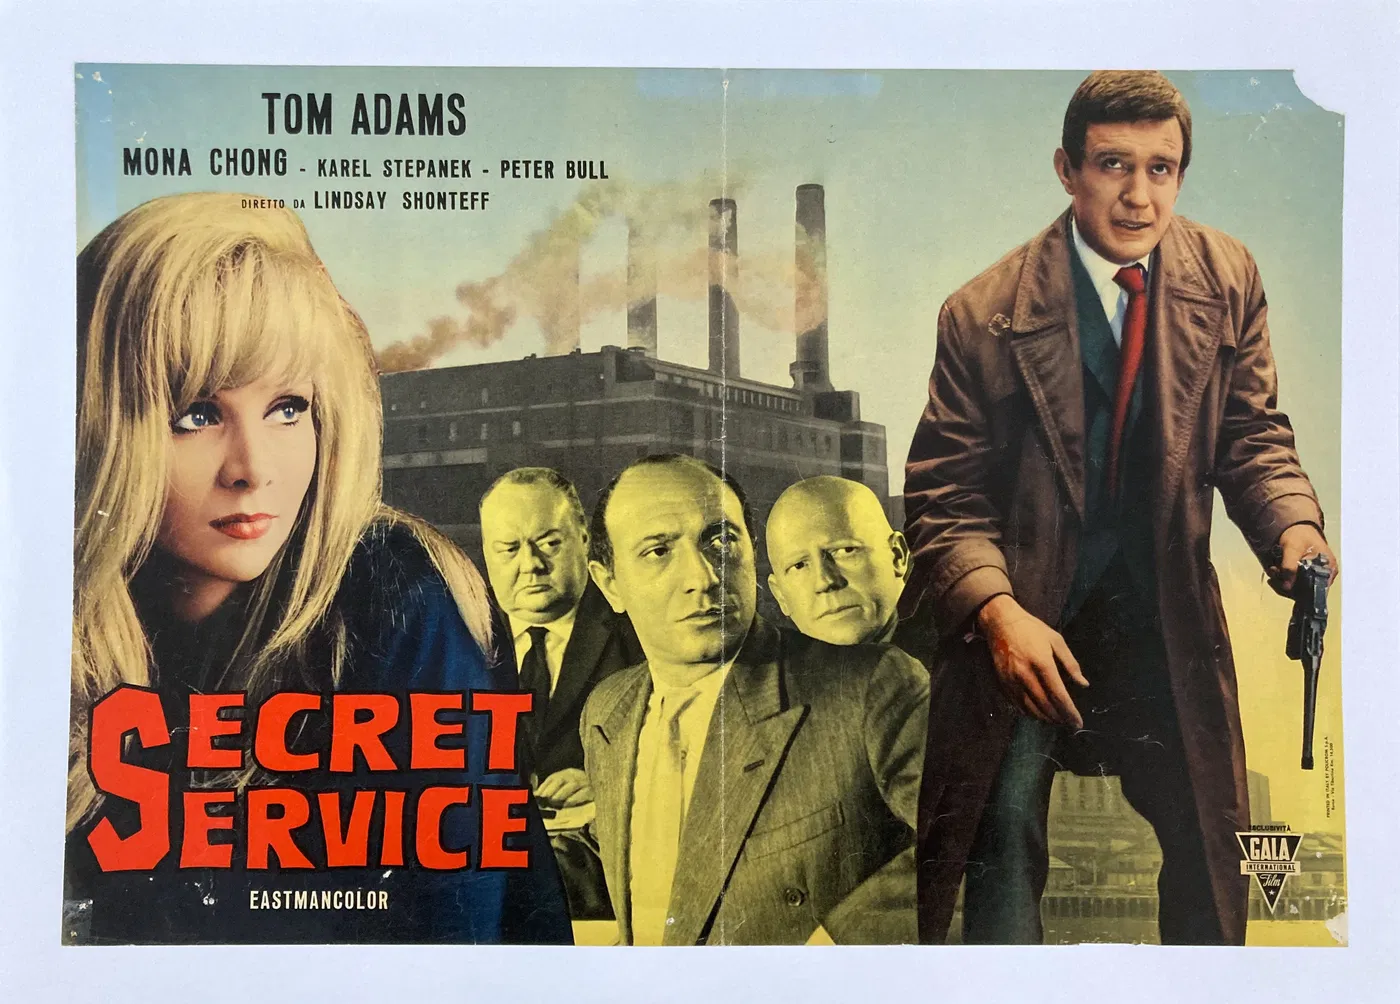 TOM ADAMS
MONA CHONG - KAREL STEPANEK - PETER BULL
DIRETTO DA LINDSAY SHONTEFF
SECRET
SERVICE
EASTMANCOLOR
ESCLUSIVITÀ
GALA
INTERNATIONAL
Film